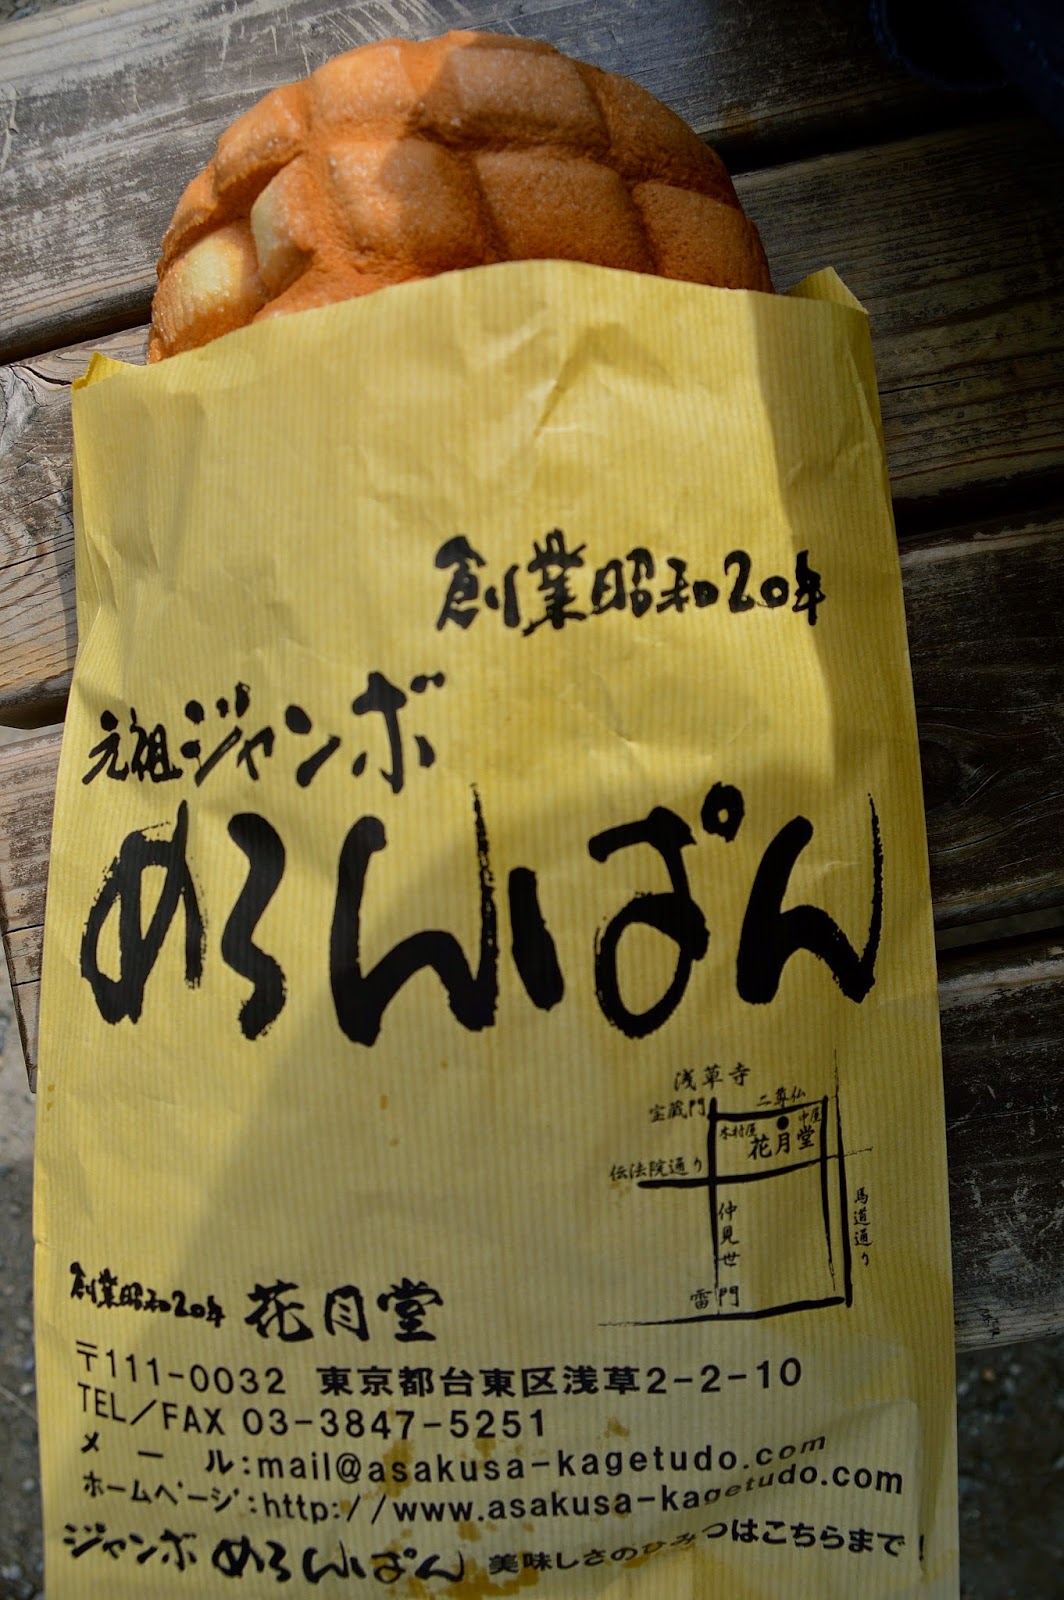 創業昭和20年
元祖ジャンボ
めろんぱん
浅草寺
宝蔵門
二尊仏
木村屋
中屋
花月堂
伝法院通り
仲見世
馬道通り
雷門
創業昭和20年 花月堂
〒111-0032 東京都台東区浅草2-2-10
TEL/FAX 03-3847-5251
メール:mail@asakusa-kagetudo.com
ホームページ:http://www.asakusa-kagetudo.com
ジャンボめろんぱん 美味しさのひみつはこちらまで!